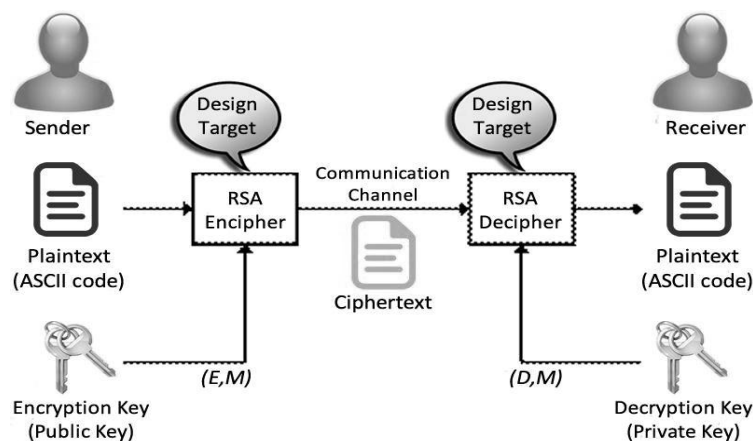 Sender
Design
Target
Design
Target
Receiver
RSA
Encipher
Communication
Channel
RSA
Decipher
Plaintext
(ASCII code)
Ciphertext
Plaintext
(ASCII code)
(E,M)
(D,M)
Encryption Key
(Public Key)
Decryption Key
(Private Key)